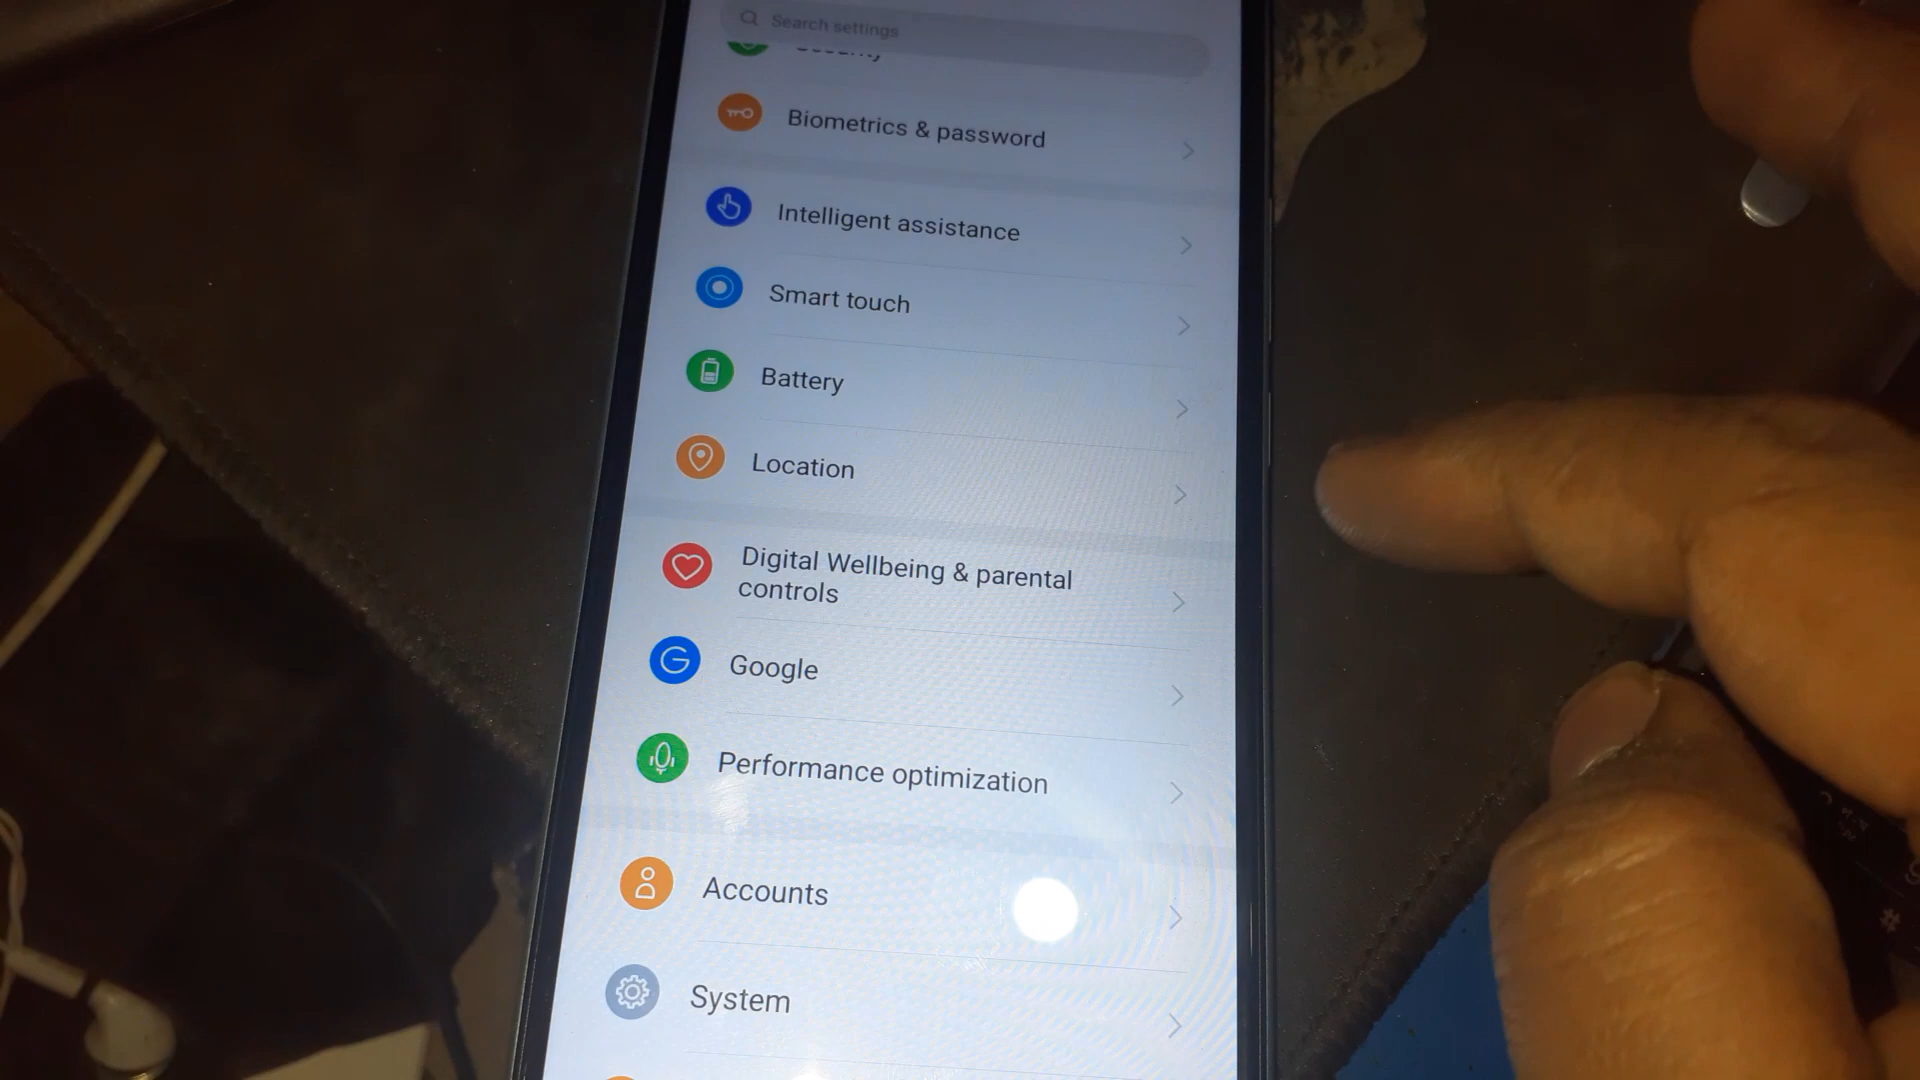 Search settings
Security
Biometrics & password
Intelligent assistance
Smart touch
Battery
Location
Digital Wellbeing & parental
controls
Google
Performance optimization
Accounts
System
#